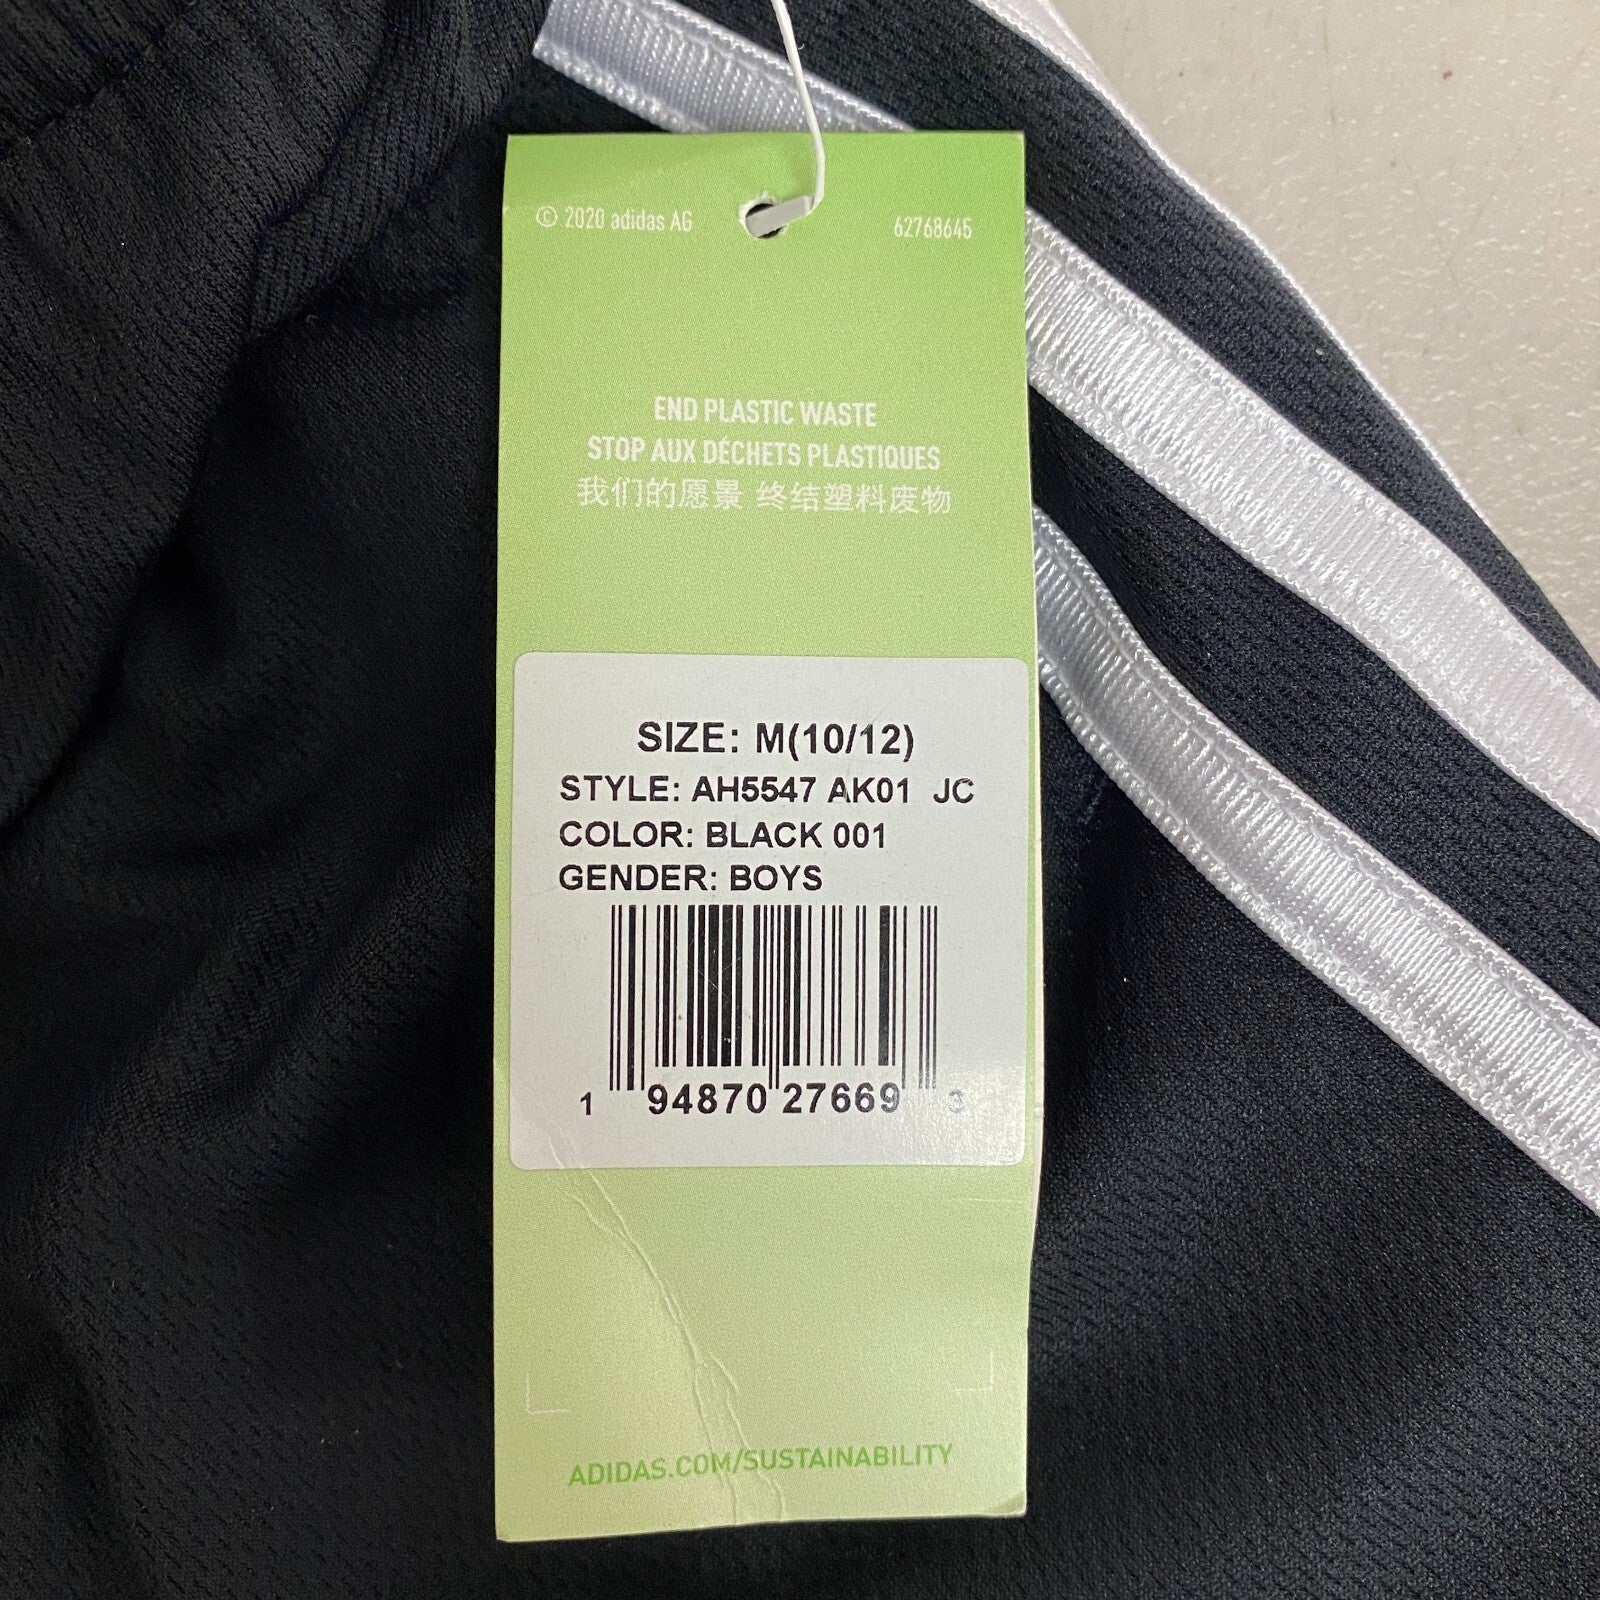 © 2020 adidas AG
62768645
END PLASTIC WASTE
STOP AUX DÉCHETS PLASTIQUES
我们的愿景 终结塑料废物
SIZE: M(10/12)
STYLE: AH5547 AK01 JC
COLOR: BLACK 001
GENDER: BOYS
1 94870 27669 3
ADIDAS.COM/SUSTAINABILITY